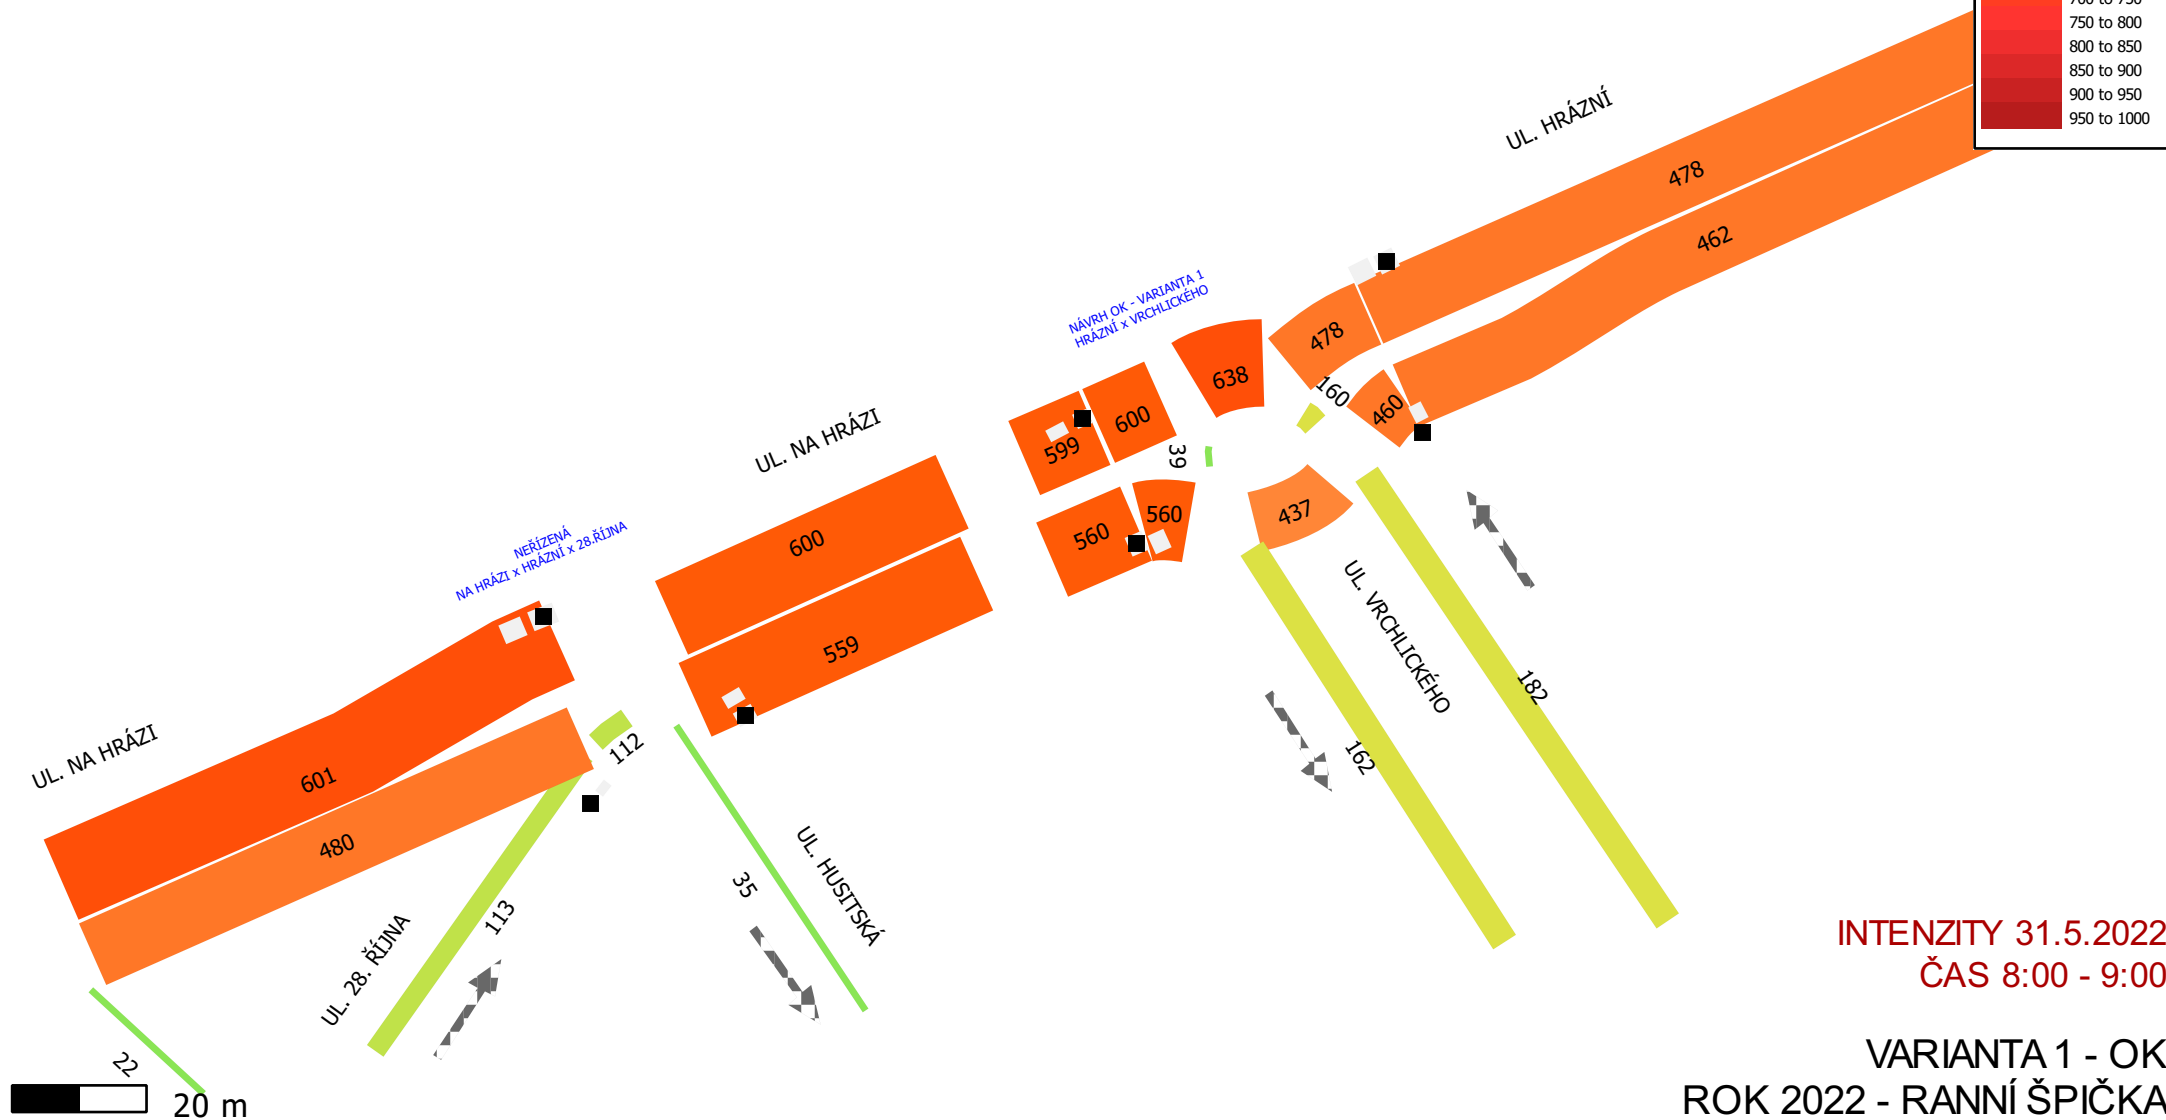 700 to 750
750 to 800
800 to 850
850 to 900
900 to 950
950 to 1000
UL. HRÁZNÍ
478
462
NÁVRH OK - VARIANTA 1
HRÁZNÍ x VRCHLICKÉHO
478
638
160
460
600
599
39
UL. NA HRÁZI
560
560
437
600
NEŘÍZENÁ
NA HRÁZI x HRÁZNÍ x 28.ŘÍJNA
559
UL. VRCHLICKÉHO
182
162
UL. NA HRÁZI
601
112
480
35
UL. HUSITSKÁ
113
UL. 28. ŘÍJNA
22
20 m
INTENZITY 31.5.2022
ČAS 8:00 - 9:00
VARIANTA 1 - OK
ROK 2022 - RANNÍ ŠPIČKA